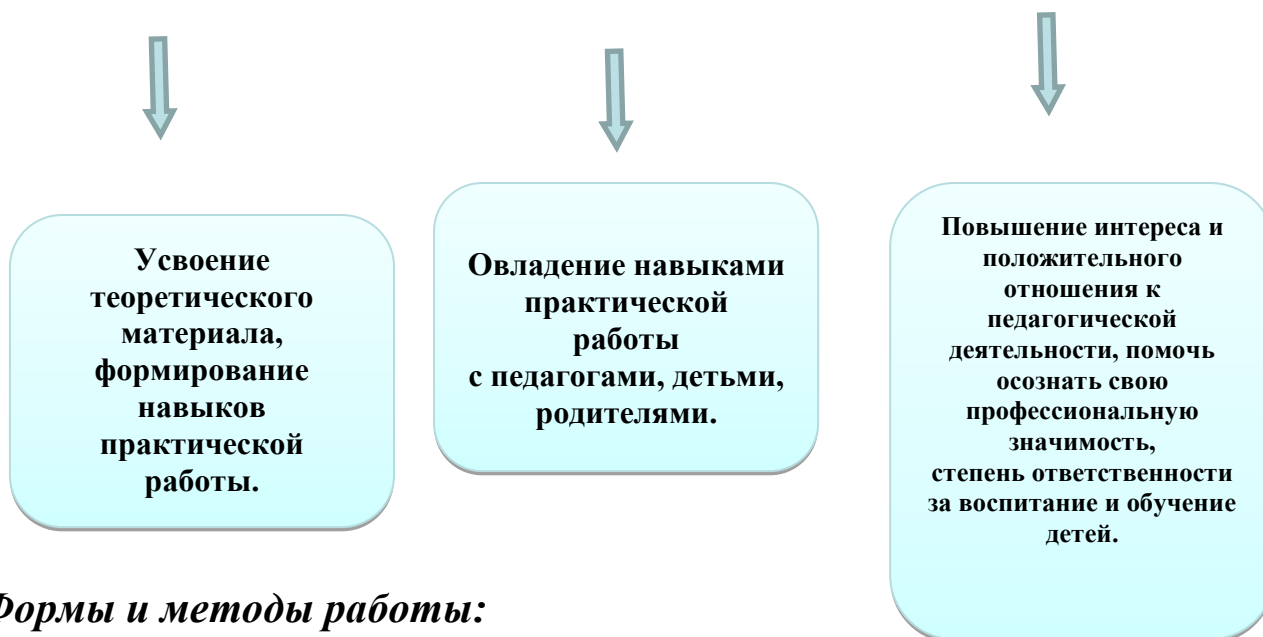 Усвоение
теоретического
материала,
формирование
навыков
практической
работы.
Овладение навыками
практической
работы
с педагогами, детьми,
родителями.
Повышение интереса и
положительного
отношения к
педагогической
деятельности, помочь
осознать свою
профессиональную
значимость,
степень ответственности
за воспитание и обучение
детей.
Формы и методы работы: